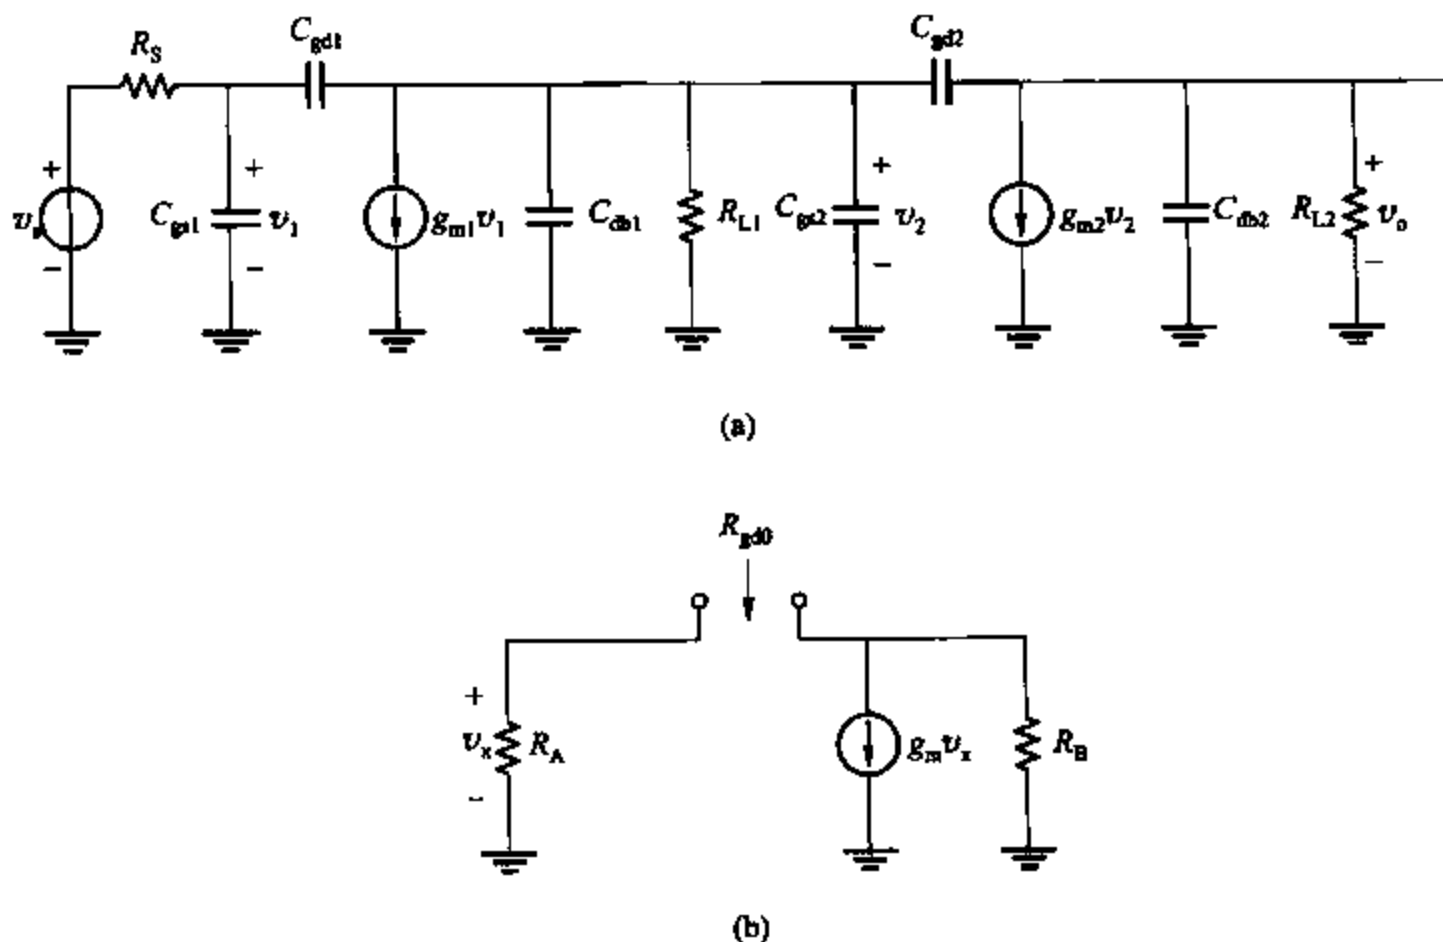 R_S
C_gd1
C_gd2
+
C_gs1
+
v_1
−
−
g_m1 v_1
C_db1
R_L1
C_gs2
+
v_2
−
g_m2 v_2
C_db2
R_L2
+
v_o
−
(a)
R_gd0
+
v_x
−
R_A
g_m v_x
R_B
(b)